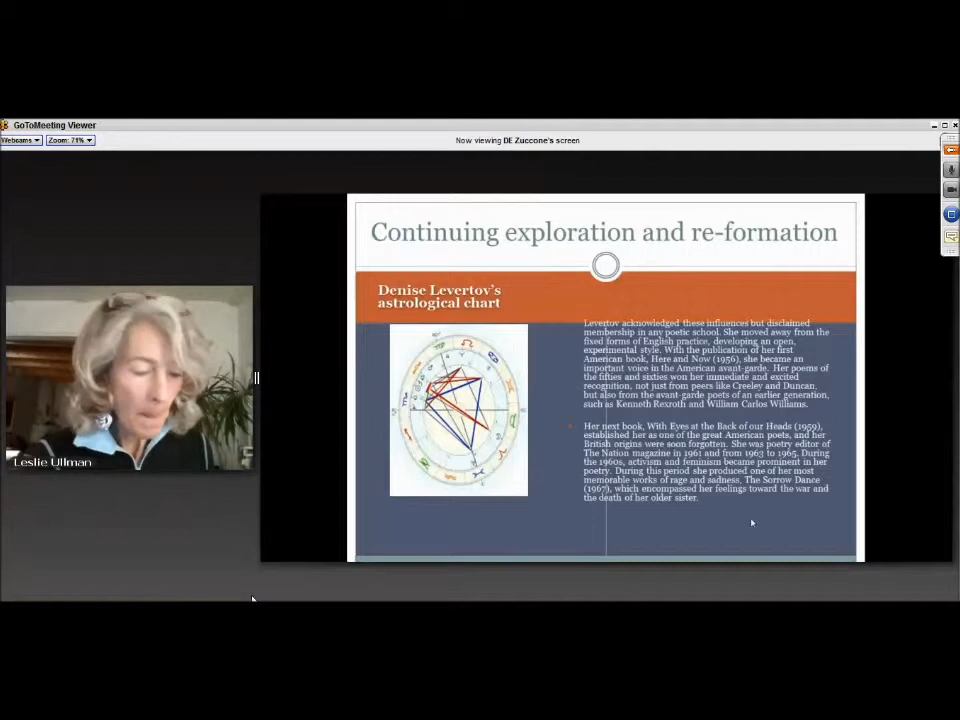 GoToMeeting Viewer
Webcams
Zoom: 71%
Now viewing DE Zuccone's screen
Continuing exploration and re-formation
Denise Levertov's
astrological chart
Levertov acknowledged these influences but disclaimed
membership in any poetic school. She moved away from the
fixed forms of English practice, developing an open,
experimental style. With the publication of her first
American book, Here and Now (1956), she became an
important voice in the American avant-garde. Her poems of
the fifties and sixties won her immediate and excited
recognition, not just from peers like Creeley and Duncan,
but also from the avant-garde poets of an earlier generation,
such as Kenneth Rexroth and William Carlos Williams.
Her next book, With Eyes at the Back of our Heads (1959),
established her as one of the great American poets, and her
British origins were soon forgotten. She was poetry editor of
The Nation magazine in 1961 and from 1963 to 1965. During
the 1960s, activism and feminism became prominent in her
poetry. During this period she produced one of her most
memorable works of rage and sadness, The Sorrow Dance
(1967), which encompassed her feelings toward the war and
the death of her older sister.
Leslie Ullman